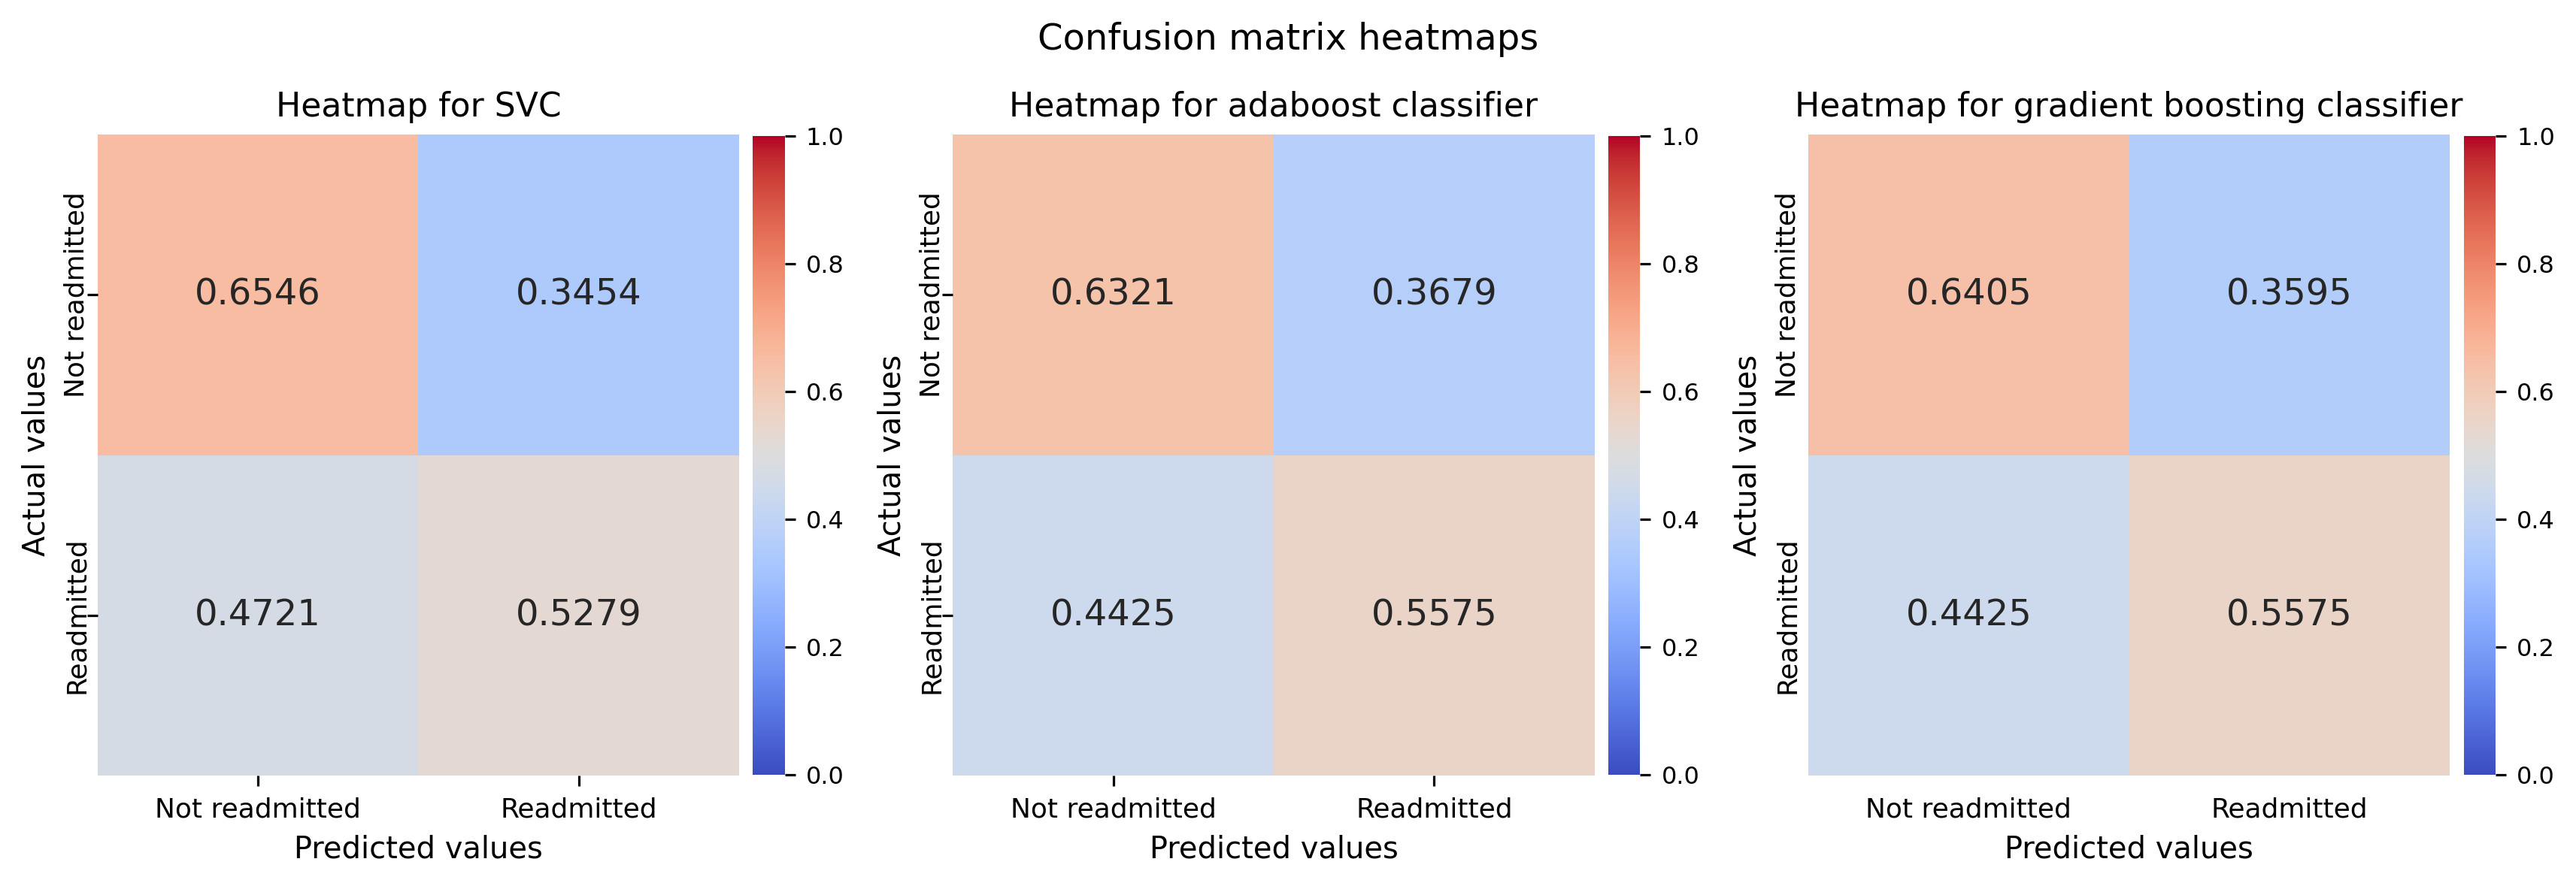 Confusion matrix heatmaps
Heatmap for SVC
Actual values
Not readmitted
Readmitted
0.6546
0.3454
0.4721
0.5279
Not readmitted
Readmitted
Predicted values
1.0
0.8
0.6
0.4
0.2
0.0
Heatmap for adaboost classifier
Actual values
Not readmitted
Readmitted
0.6321
0.3679
0.4425
0.5575
Not readmitted
Readmitted
Predicted values
1.0
0.8
0.6
0.4
0.2
0.0
Heatmap for gradient boosting classifier
Actual values
Not readmitted
Readmitted
0.6405
0.3595
0.4425
0.5575
Not readmitted
Readmitted
Predicted values
1.0
0.8
0.6
0.4
0.2
0.0